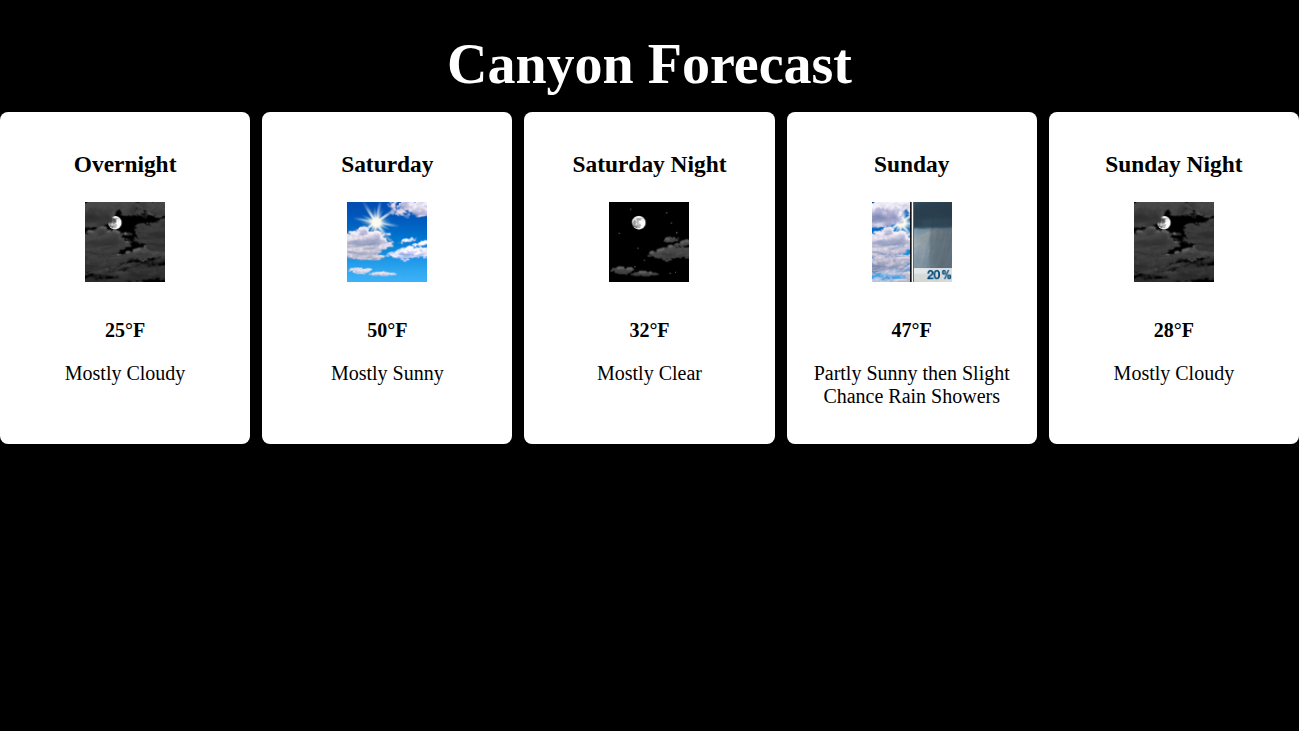 Canyon Forecast
Overnight
25°F
Mostly Cloudy
Saturday
50°F
Mostly Sunny
Saturday Night
32°F
Mostly Clear
Sunday
20%
47°F
Partly Sunny then Slight
Chance Rain Showers
Sunday Night
28°F
Mostly Cloudy